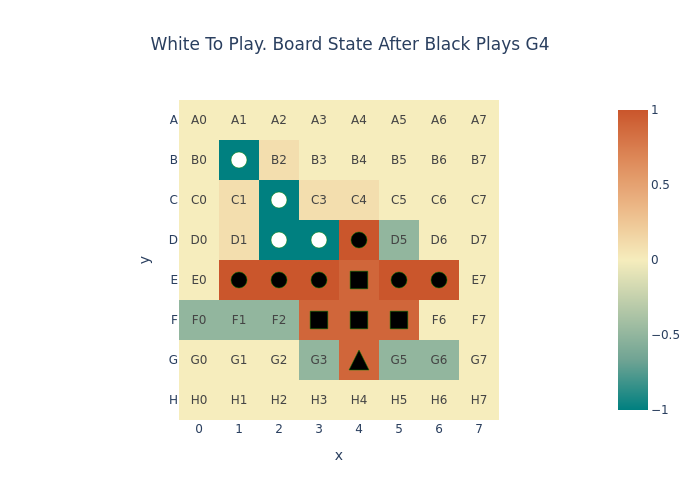 White To Play. Board State After Black Plays G4
A A0 A1 A2 A3 A4 A5 A6 A7
B B0 B2 B3 B4 B5 B6 B7
C C0 C1 C3 C4 C5 C6 C7
D D0 D1 D5 D6 D7
E E0 E7
F F0 F1 F2 F6 F7
G G0 G1 G2 G3 G5 G6 G7
H H0 H1 H2 H3 H4 H5 H6 H7
0 1 2 3 4 5 6 7
x
y
1
0.5
0
−0.5
−1